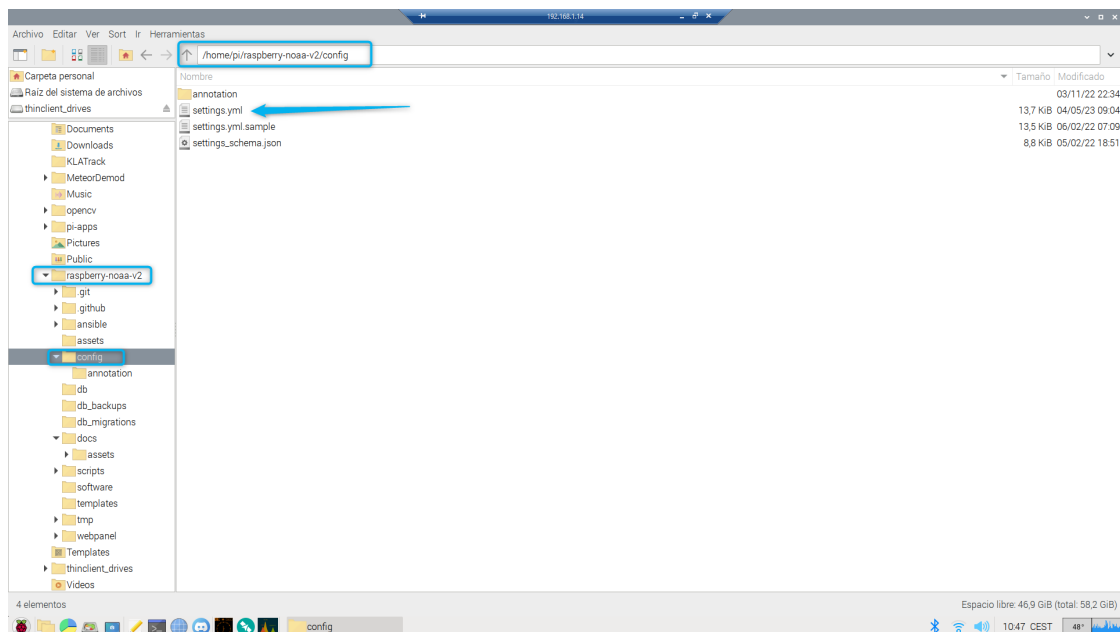 192.168.1.14
Archivo Editar Ver Sort Ir Herramientas
/home/pi/raspberry-noaa-v2/config
Carpeta personal
Raíz del sistema de archivos
thinclient_drives
Documents
Downloads
KLATrack
MeteorDemod
Music
opencv
pi-apps
Pictures
Public
raspberry-noaa-v2
.git
.github
ansible
assets
config
annotation
db
db_backups
db_migrations
docs
assets
scripts
software
templates
tmp
webpanel
Templates
thinclient_drives
Videos
Nombre Tamaño Modificado
annotation 03/11/22 22:34
settings.yml 13,7 KiB 04/05/23 09:04
settings.yml.sample 13,5 KiB 06/02/22 07:09
settings_schema.json 8,8 KiB 05/02/22 18:51
4 elementos Espacio libre: 46,9 GiB (total: 58,2 GiB)
config 10:47 CEST 48°